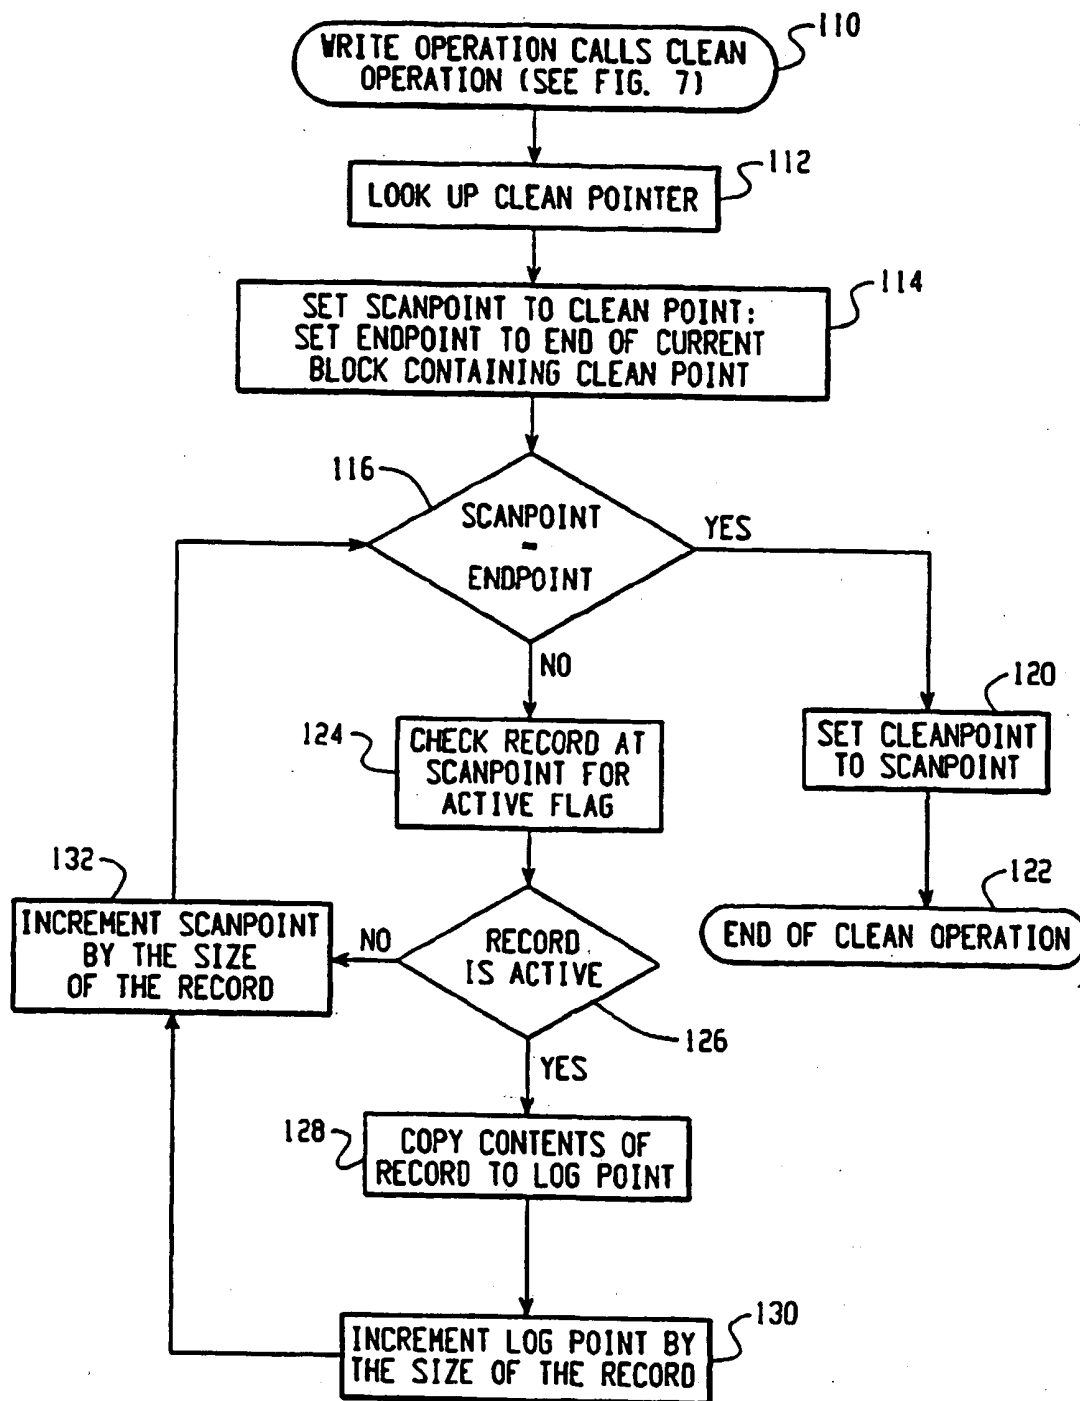 110
WRITE OPERATION CALLS CLEAN
OPERATION (SEE FIG. 7)
112
LOOK UP CLEAN POINTER
114
SET SCANPOINT TO CLEAN POINT:
SET ENDPOINT TO END OF CURRENT
BLOCK CONTAINING CLEAN POINT
116
SCANPOINT
=
ENDPOINT
YES
NO
120
SET CLEANPOINT
TO SCANPOINT
124
CHECK RECORD AT
SCANPOINT FOR
ACTIVE FLAG
122
END OF CLEAN OPERATION
132
INCREMENT SCANPOINT
BY THE SIZE
OF THE RECORD
NO
RECORD
IS ACTIVE
126
YES
128
COPY CONTENTS OF
RECORD TO LOG POINT
130
INCREMENT LOG POINT BY
THE SIZE OF THE RECORD